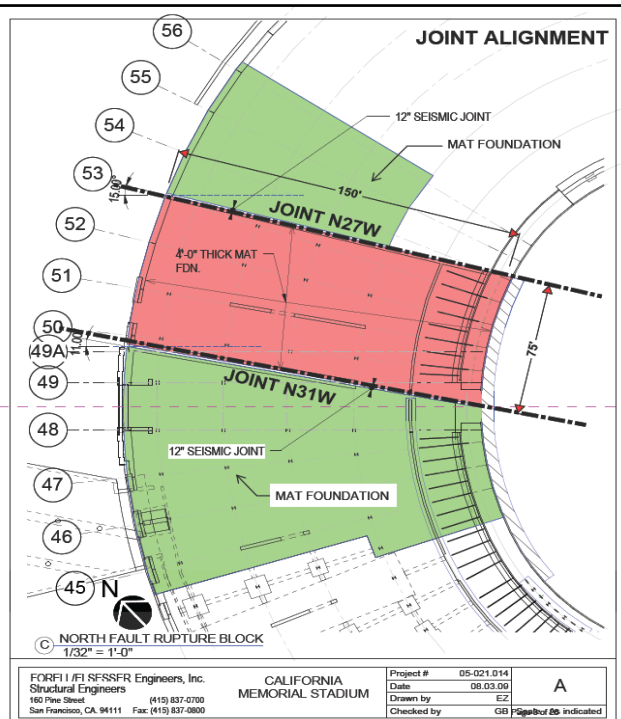 JOINT ALIGNMENT
56
55
54
53
52
51
50
49A
49
48
47
46
45
12" SEISMIC JOINT
MAT FOUNDATION
150'
15.00°
JOINT N27W
4'-0" THICK MAT
FDN.
75'
11.00
JOINT N31W
12" SEISMIC JOINT
MAT FOUNDATION
N
C NORTH FAULT RUPTURE BLOCK
1/32" = 1'-0"
FORELL/ELSESSER Engineers, Inc.
Structural Engineers
160 Pine Street (415) 837-0700
San Francisco, CA. 94111 Fax: (415) 837-0800
CALIFORNIA
MEMORIAL STADIUM
Project # 05-021.014
Date 08.03.09
Drawn by EZ
Checked by GB
A
indicated